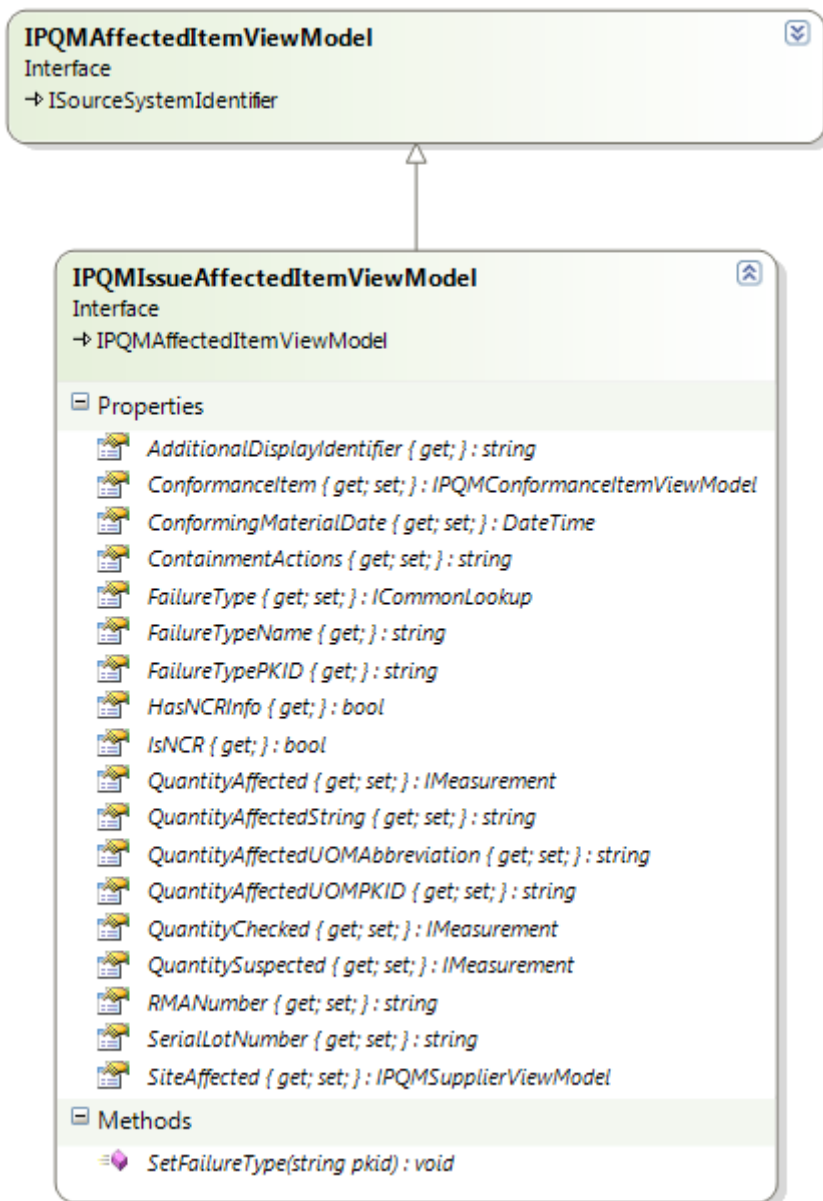 IPQMAffectedItemViewModel
Interface
→ ISourceSystemIdentifier
IPQMIssueAffectedItemViewModel
Interface
→ IPQMAffectedItemViewModel
Properties
AdditionalDisplayIdentifier { get; } : string
ConformanceItem { get; set; } : IPQMConformanceItemViewModel
ConformingMaterialDate { get; set; } : DateTime
ContainmentActions { get; set; } : string
FailureType { get; set; } : ICommonLookup
FailureTypeName { get; } : string
FailureTypePKID { get; } : string
HasNCRInfo { get; } : bool
IsNCR { get; } : bool
QuantityAffected { get; set; } : IMeasurement
QuantityAffectedString { get; set; } : string
QuantityAffectedUOMAbbreviation { get; set; } : string
QuantityAffectedUOMPKID { get; set; } : string
QuantityChecked { get; set; } : IMeasurement
QuantitySuspected { get; set; } : IMeasurement
RMANumber { get; set; } : string
SerialLotNumber { get; set; } : string
SiteAffected { get; set; } : IPQMSupplierViewModel
Methods
SetFailureType(string pkid) : void